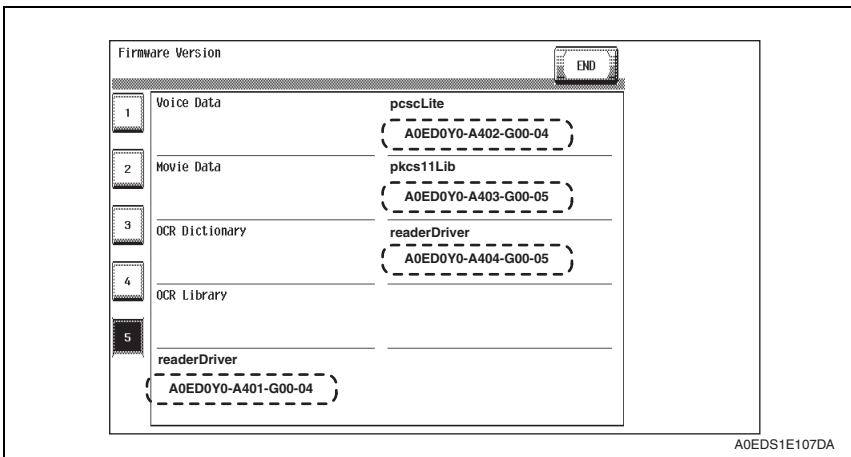 Firmware Version
END
1
Voice Data
pcscLite
A0ED0Y0-A402-G00-04
2
Movie Data
pkcs11Lib
A0ED0Y0-A403-G00-05
3
OCR Dictionary
readerDriver
A0ED0Y0-A404-G00-05
4
OCR Library
5
readerDriver
A0ED0Y0-A401-G00-04
A0EDS1E107DA